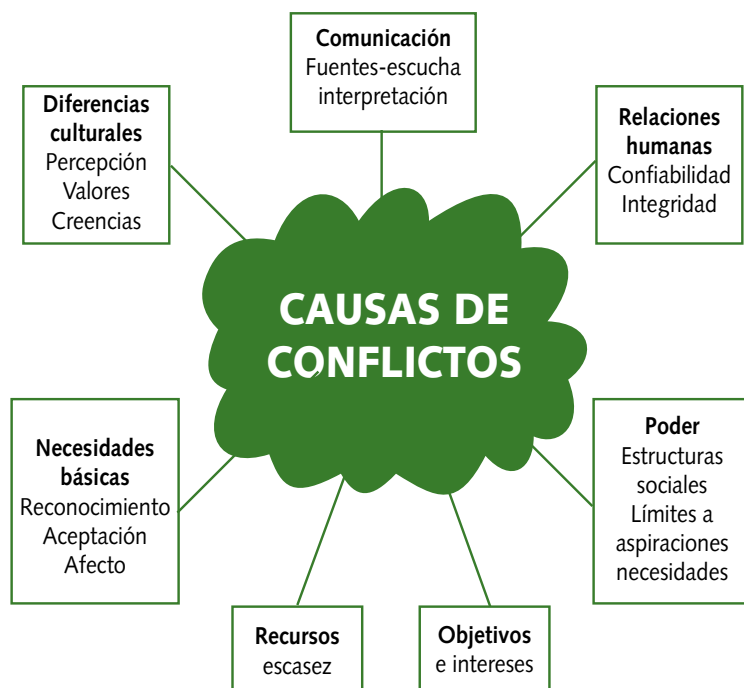 Comunicación
Fuentes-escucha
interpretación
Diferencias
culturales
Percepción
Valores
Creencias
Relaciones
humanas
Confiabilidad
Integridad
CAUSAS DE
CONFLICTOS
Necesidades
básicas
Reconocimiento
Aceptación
Afecto
Poder
Estructuras
sociales
Límites a
aspiraciones
necesidades
Recursos
escasez
Objetivos
e intereses